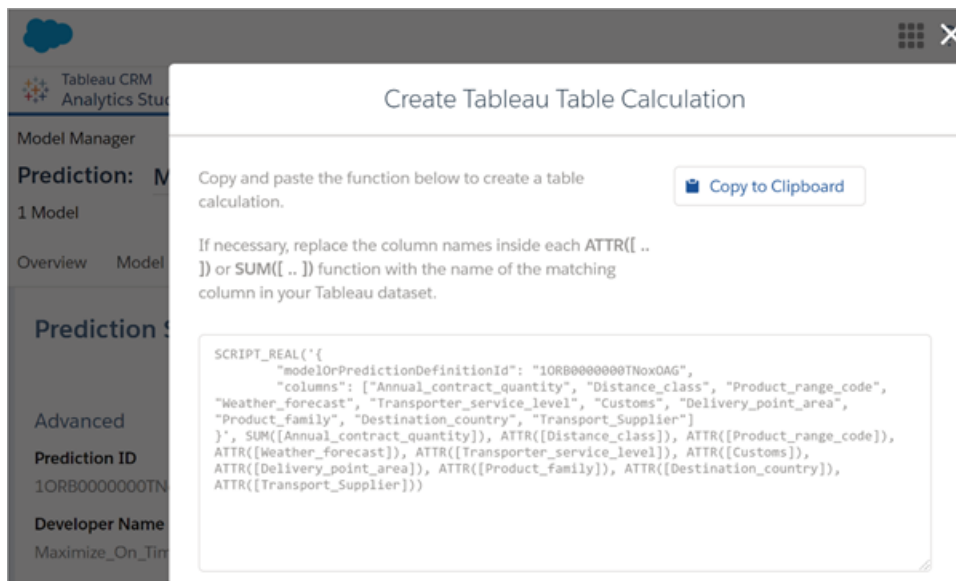 Tableau CRM
Analytics Stud
Create Tableau Table Calculation
Model Manager
Prediction: M
1 Model
Overview Model
Copy and paste the function below to create a table
calculation.
Copy to Clipboard
If necessary, replace the column names inside each ATTR([ ..
]) or SUM([ .. ]) function with the name of the matching
column in your Tableau dataset.
Prediction S
SCRIPT_REAL('{
"modelOrPredictionDefinitionId": "1ORB0000000TNoxOAG",
"columns": ["Annual_contract_quantity", "Distance_class", "Product_range_code",
"Weather_forecast", "Transporter_service_level", "Customs", "Delivery_point_area",
"Product_family", "Destination_country", "Transport_Supplier"]
}', SUM([Annual_contract_quantity]), ATTR([Distance_class]), ATTR([Product_range_code]),
ATTR([Weather_forecast]), ATTR([Transporter_service_level]), ATTR([Customs]),
ATTR([Delivery_point_area]), ATTR([Product_family]), ATTR([Destination_country]),
ATTR([Transport_Supplier]))
Advanced
Prediction ID
1ORB0000000TN
Developer Name
Maximize_On_Tim